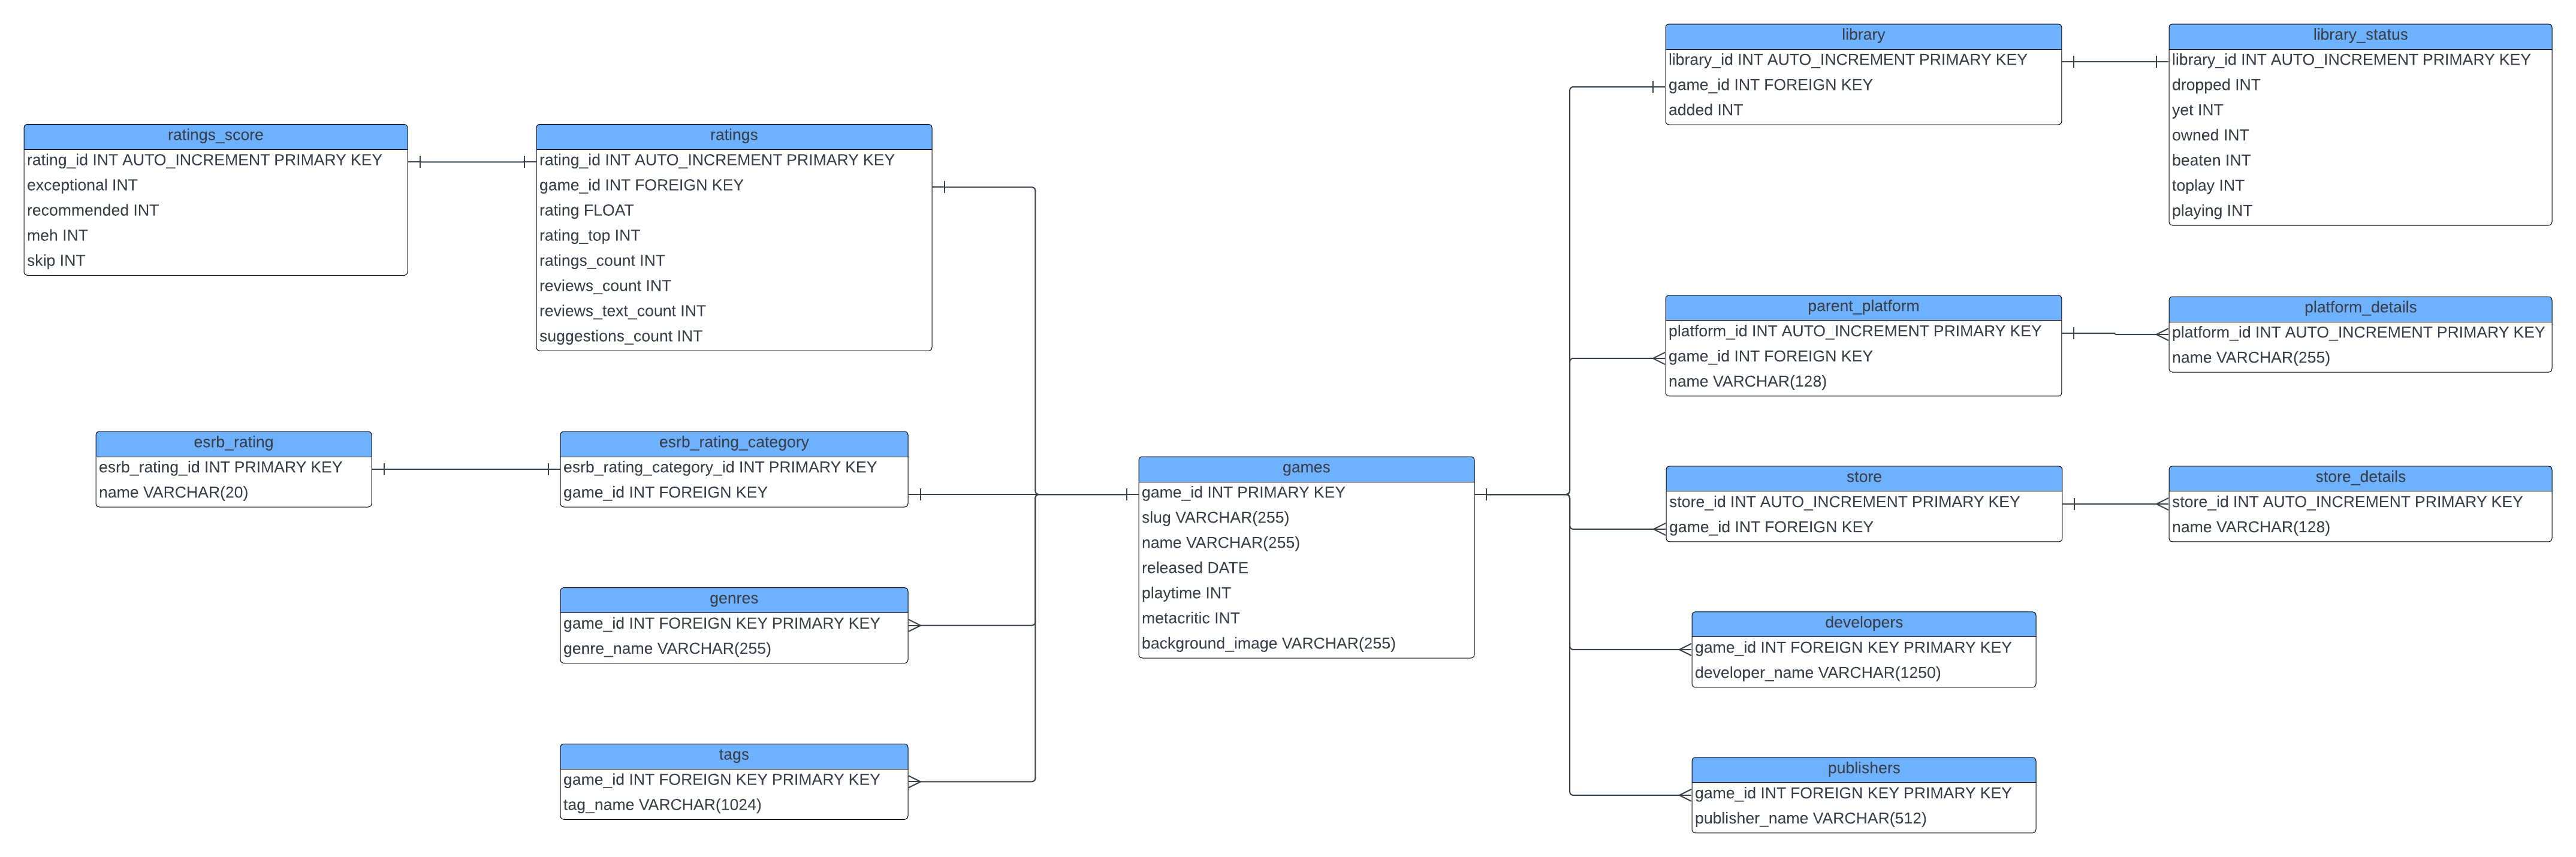 ratings_score
rating_id INT AUTO_INCREMENT PRIMARY KEY
exceptional INT
recommended INT
meh INT
skip INT
ratings
rating_id INT AUTO_INCREMENT PRIMARY KEY
game_id INT FOREIGN KEY
rating FLOAT
rating_top INT
ratings_count INT
reviews_count INT
reviews_text_count INT
suggestions_count INT
esrb_rating
esrb_rating_id INT PRIMARY KEY
name VARCHAR(20)
esrb_rating_category
esrb_rating_category_id INT PRIMARY KEY
game_id INT FOREIGN KEY
genres
game_id INT FOREIGN KEY PRIMARY KEY
genre_name VARCHAR(255)
tags
game_id INT FOREIGN KEY PRIMARY KEY
tag_name VARCHAR(1024)
games
game_id INT PRIMARY KEY
slug VARCHAR(255)
name VARCHAR(255)
released DATE
playtime INT
metacritic INT
background_image VARCHAR(255)
library
library_id INT AUTO_INCREMENT PRIMARY KEY
game_id INT FOREIGN KEY
added INT
library_status
library_id INT AUTO_INCREMENT PRIMARY KEY
dropped INT
yet INT
owned INT
beaten INT
toplay INT
playing INT
parent_platform
platform_id INT AUTO_INCREMENT PRIMARY KEY
game_id INT FOREIGN KEY
name VARCHAR(128)
platform_details
platform_id INT AUTO_INCREMENT PRIMARY KEY
name VARCHAR(255)
store
store_id INT AUTO_INCREMENT PRIMARY KEY
game_id INT FOREIGN KEY
store_details
store_id INT AUTO_INCREMENT PRIMARY KEY
name VARCHAR(128)
developers
game_id INT FOREIGN KEY PRIMARY KEY
developer_name VARCHAR(1250)
publishers
game_id INT FOREIGN KEY PRIMARY KEY
publisher_name VARCHAR(512)